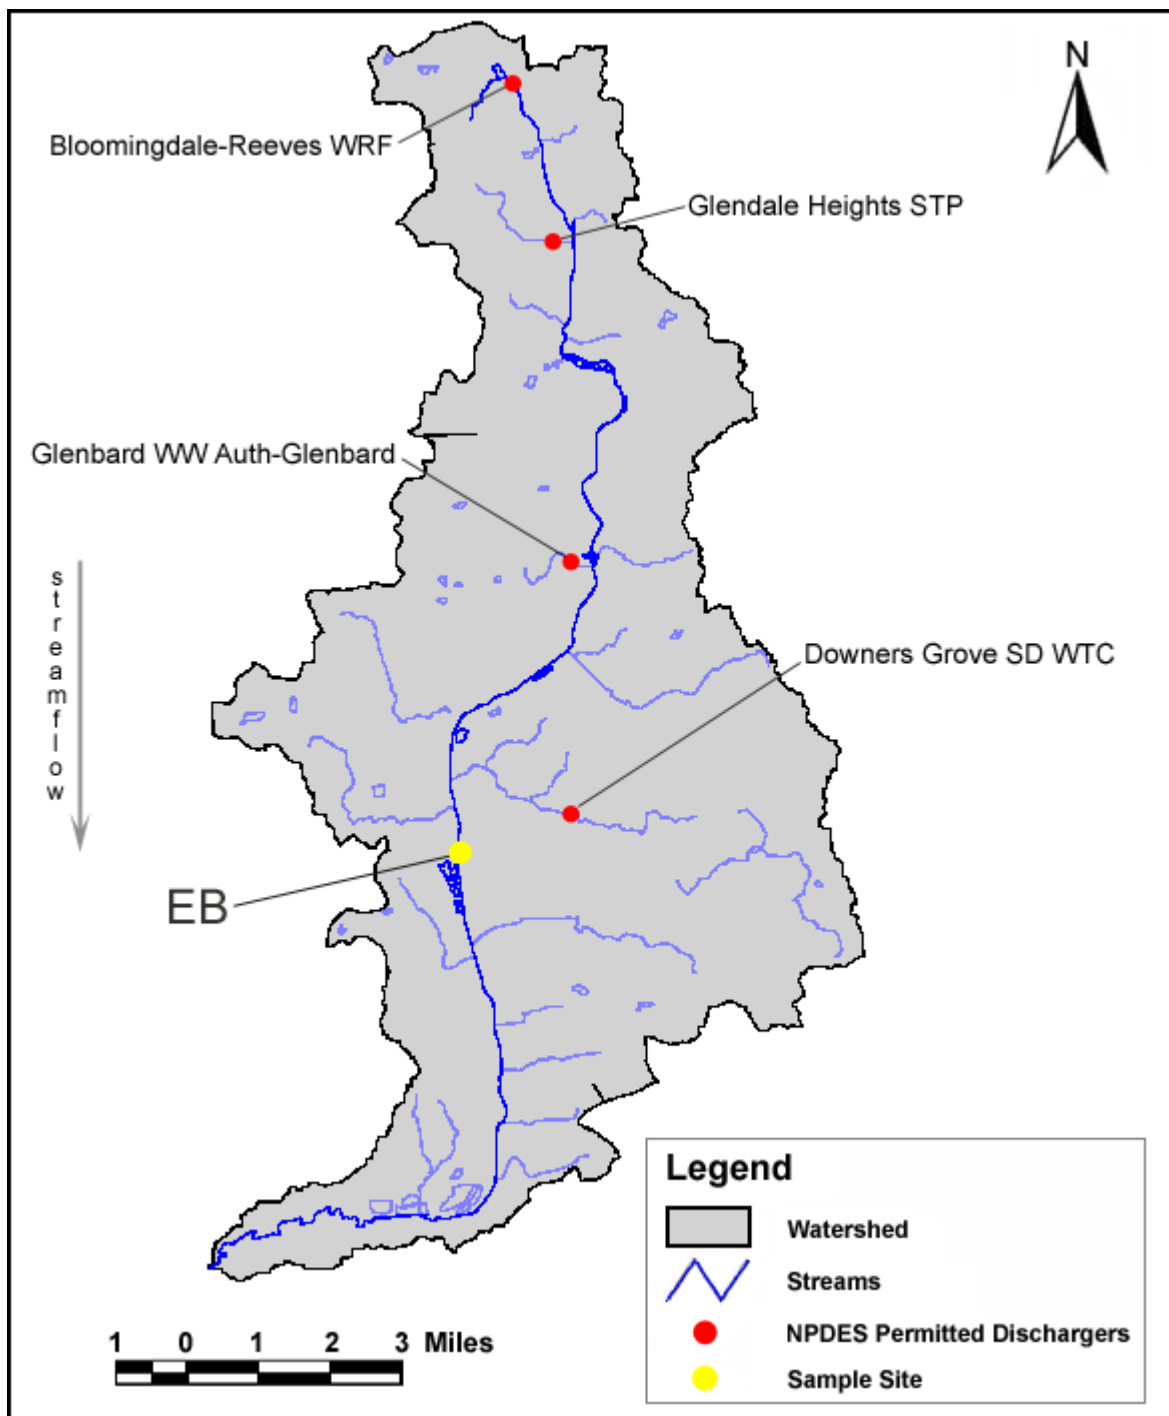 N
Bloomingdale-Reeves WRF
Glendale Heights STP
Glenbard WW Auth-Glenbard
streamflow
Downers Grove SD WTC
EB
Legend
Watershed
Streams
NPDES Permitted Dischargers
Sample Site
1 0 1 2 3 Miles